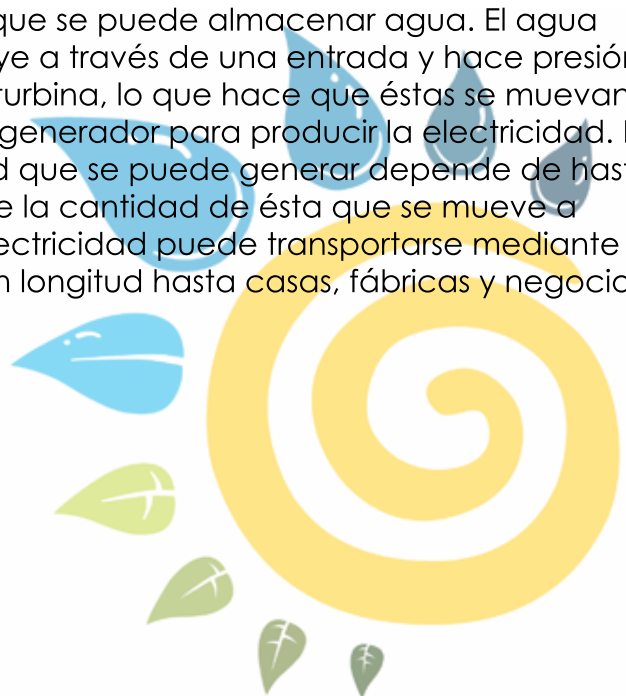 que se puede almacenar agua. El agua
ye a través de una entrada y hace presión
turbina, lo que hace que éstas se muevan
generador para producir la electricidad.
d que se puede generar depende de hast
e la cantidad de ésta que se mueve a
ectricidad puede transportarse mediante
n longitud hasta casas, fábricas y negocio